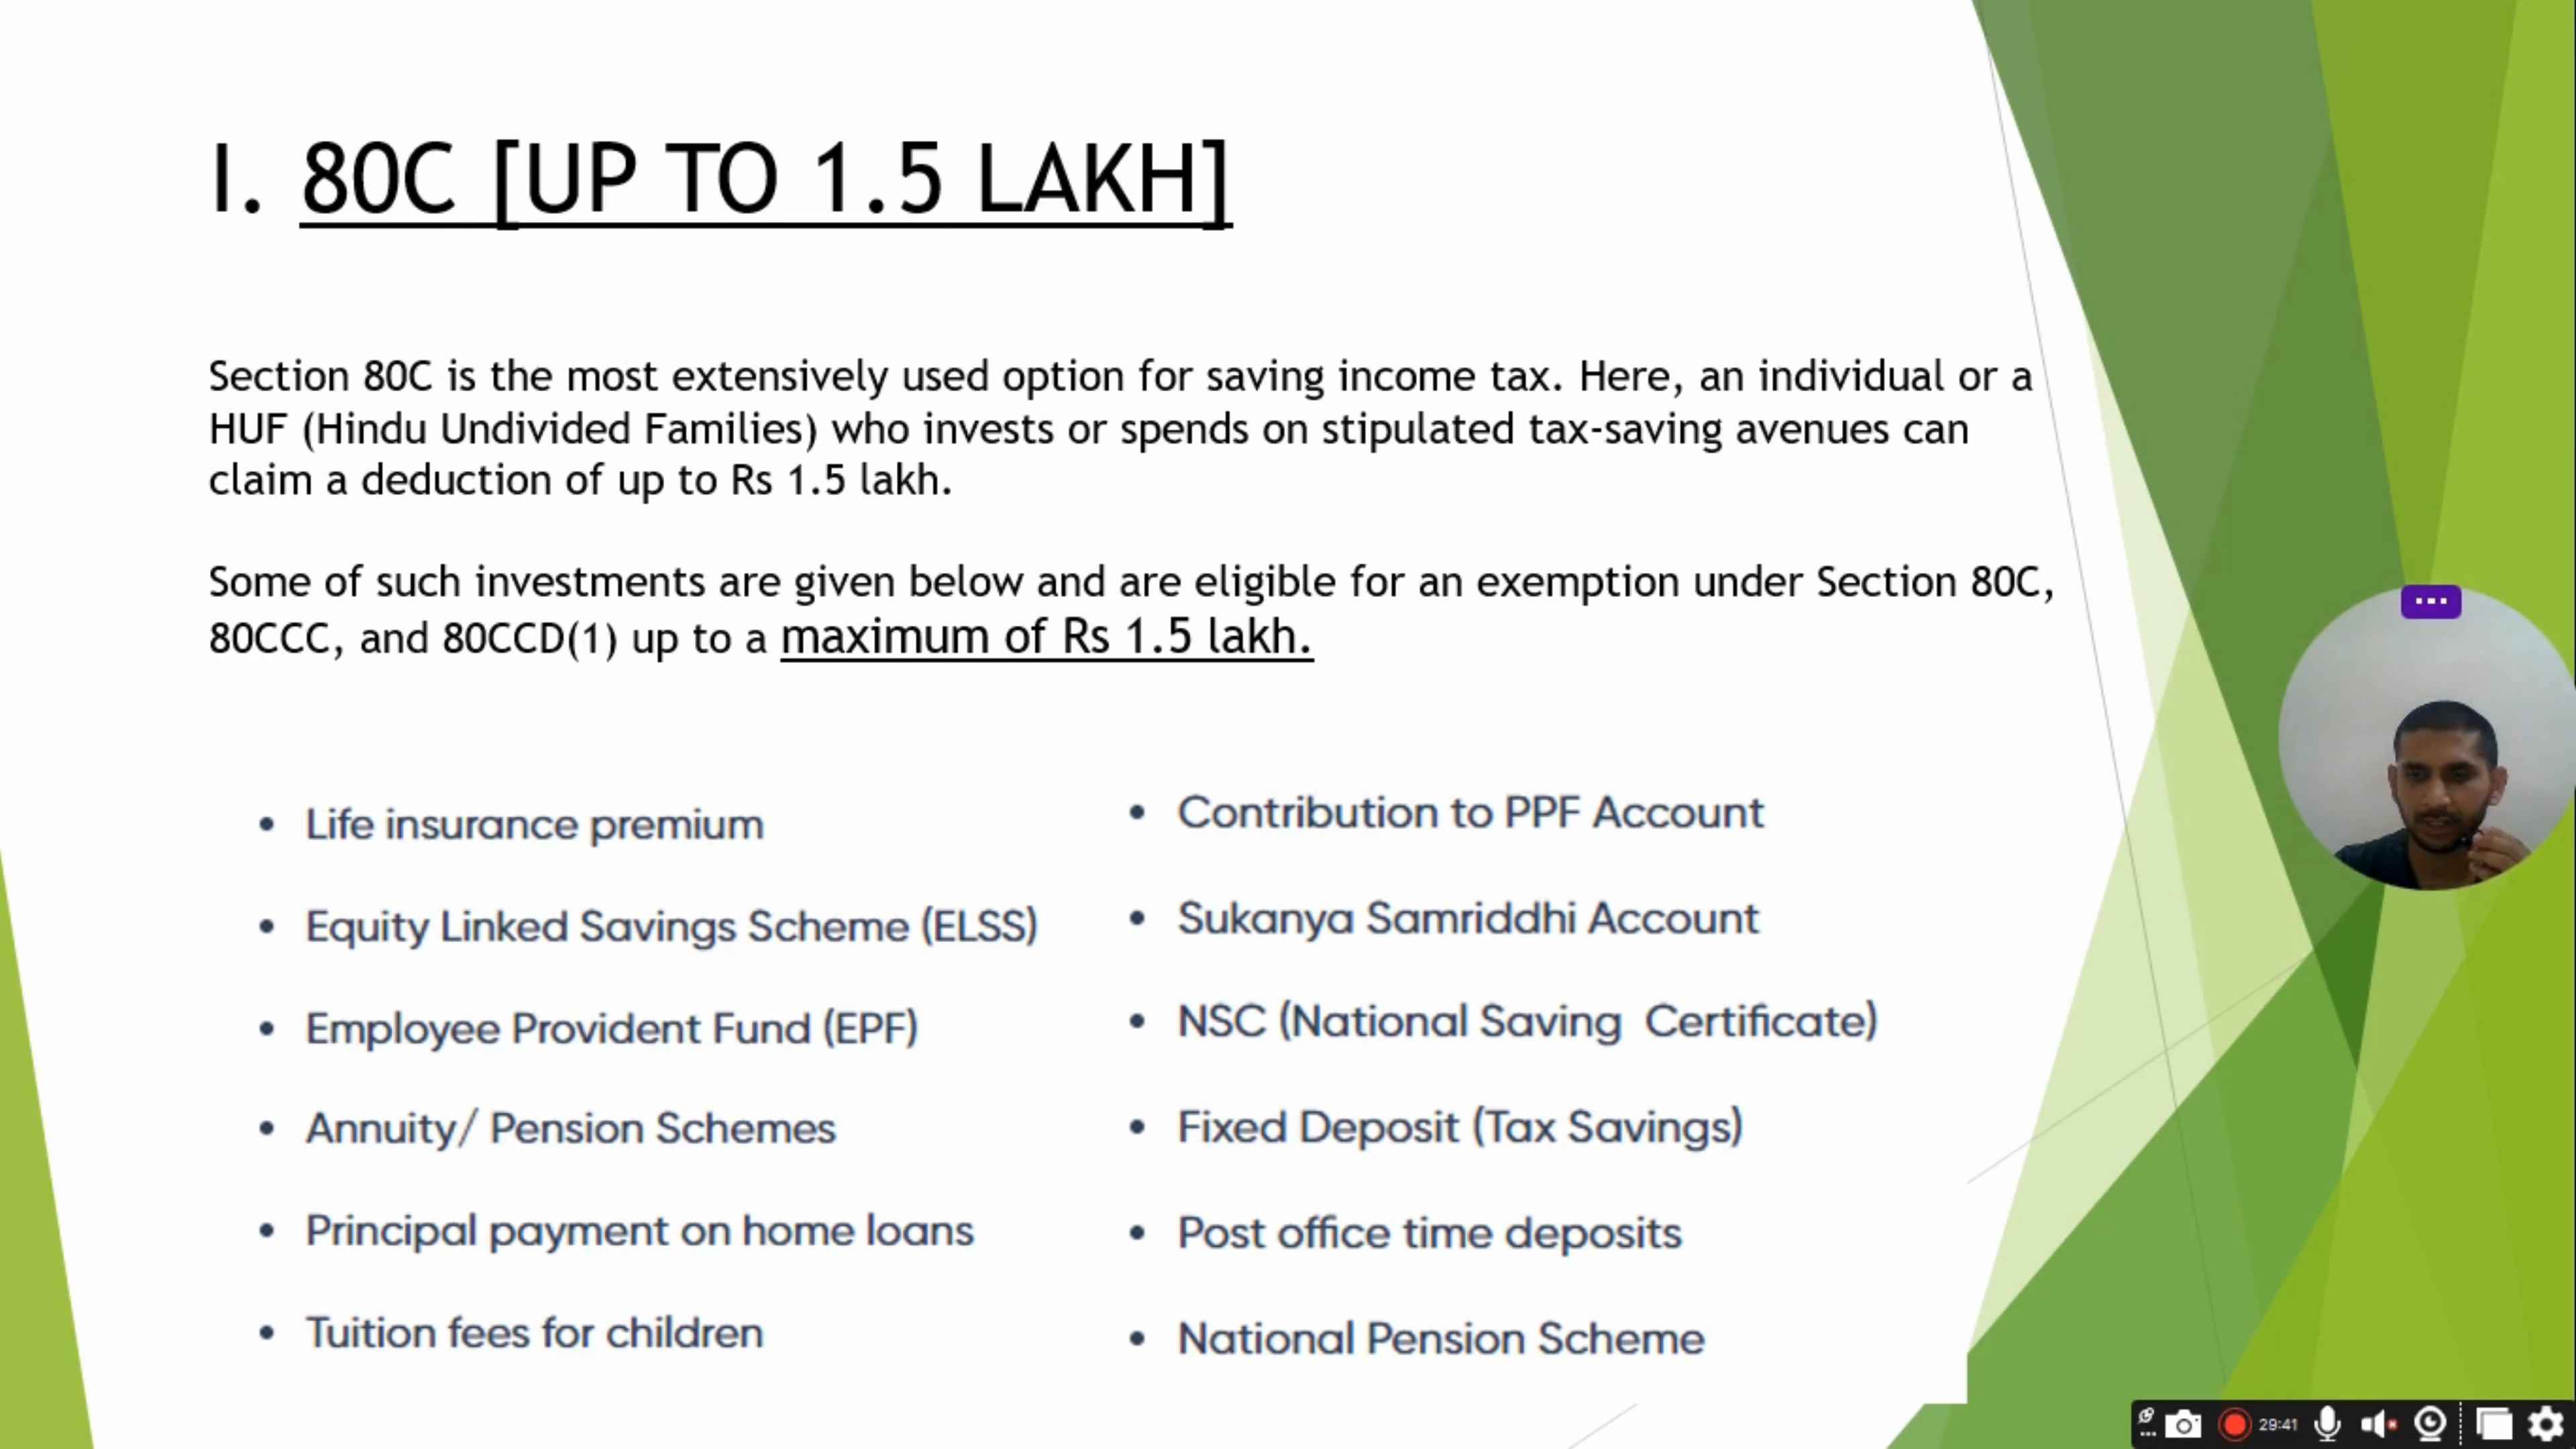 I. 80C [UP TO 1.5 LAKH]
Section 80C is the most extensively used option for saving income tax. Here, an individual or a
HUF (Hindu Undivided Families) who invests or spends on stipulated tax-saving avenues can
claim a deduction of up to Rs 1.5 lakh.
Some of such investments are given below and are eligible for an exemption under Section 80C,
80CCC, and 80CCD(1) up to a maximum of Rs 1.5 lakh.
• Life insurance premium
• Equity Linked Savings Scheme (ELSS)
• Employee Provident Fund (EPF)
• Annuity/ Pension Schemes
• Principal payment on home loans
• Tuition fees for children
• Contribution to PPF Account
• Sukanya Samriddhi Account
• NSC (National Saving  Certificate)
• Fixed Deposit (Tax Savings)
• Post office time deposits
• National Pension Scheme
29:41